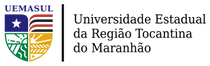 UEMASUL
Universidade Estadual
da Região Tocantina
do Maranhão